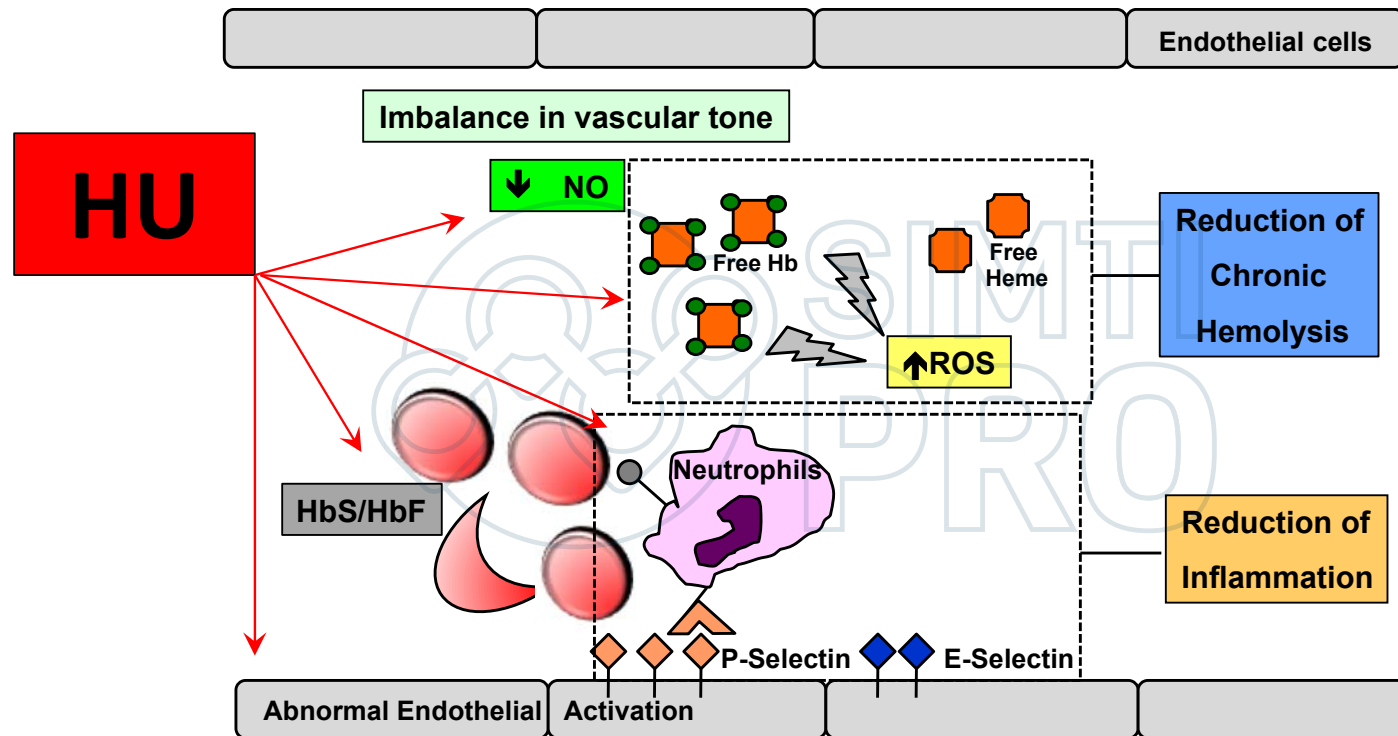 Endothelial cells
Imbalance in vascular tone
HU
🡻 NO
Free Hb
Free
Heme
🡹ROS
Reduction of
Chronic
Hemolysis
SIMTI
PRO
Neutrophils
HbS/HbF
Reduction of
Inflammation
P-Selectin
E-Selectin
Abnormal Endothelial Activation